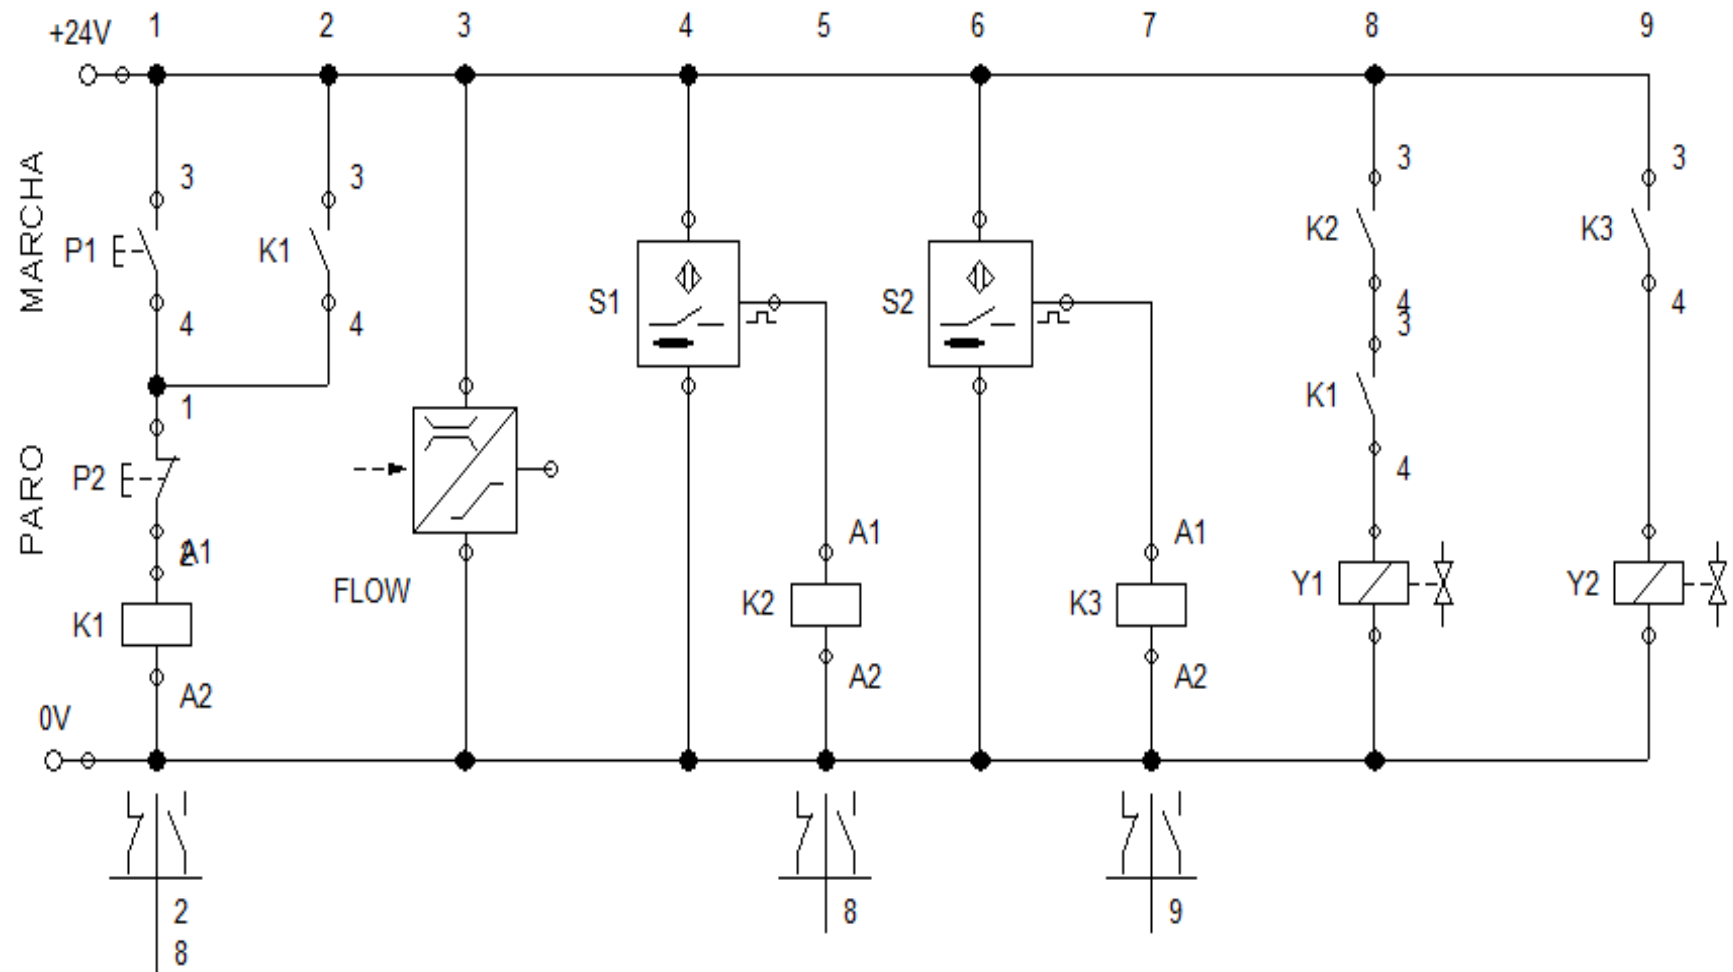 +24V 1 2 3 4 5 6 7 8 9
MARCHA
3 3 3 3
P1 K1 K2 K3
4 4 4 4
S1 S2
3
1
K1
4
PARO
P2
2
A1 A1 A1
FLOW
K1 K2 K3 Y1 Y2
A2 A2 A2
0V
2 8 9
8